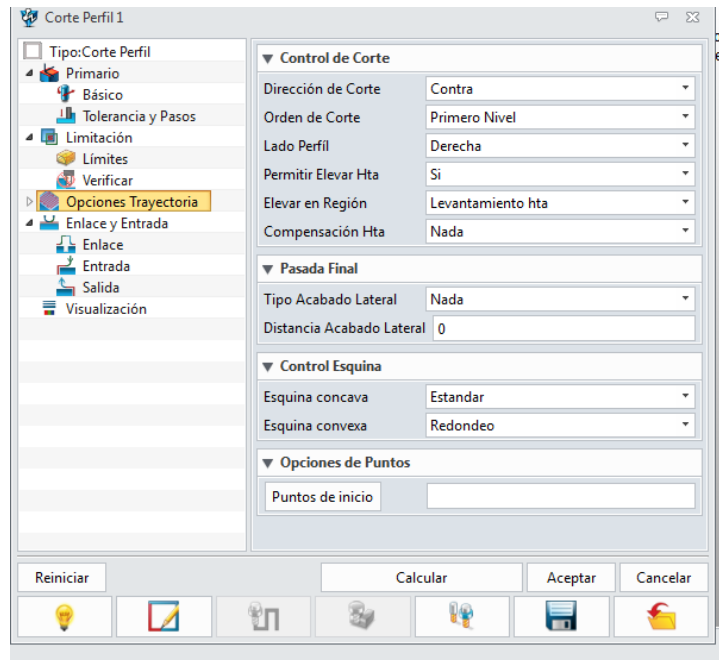 Corte Perfil 1
Tipo:Corte Perfil
Primario
Básico
Tolerancia y Pasos
Limitación
Límites
Verificar
Opciones Trayectoria
Enlace y Entrada
Enlace
Entrada
Salida
Visualización
Control de Corte
Dirección de Corte Contra
Orden de Corte Primero Nivel
Lado Perfíl Derecha
Permitir Elevar Hta Si
Elevar en Región Levantamiento hta
Compensación Hta Nada
Pasada Final
Tipo Acabado Lateral Nada
Distancia Acabado Lateral 0
Control Esquina
Esquina concava Estandar
Esquina convexa Redondeo
Opciones de Puntos
Puntos de inicio
Reiniciar Calcular Aceptar Cancelar